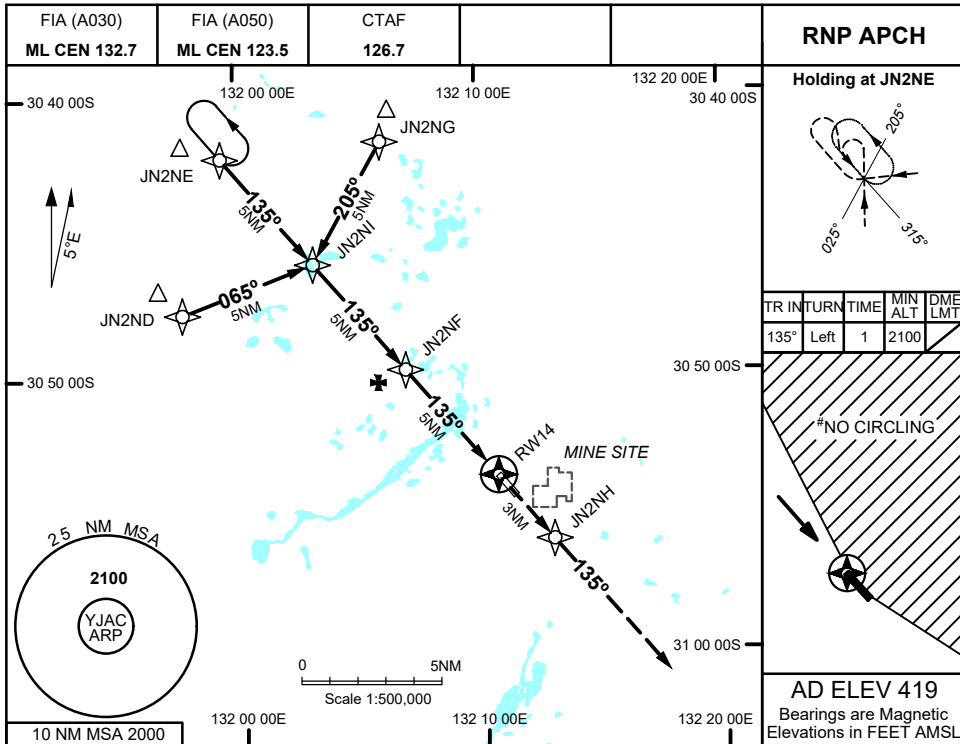 FIA (A030)
ML CEN 132.7
FIA (A050)
ML CEN 123.5
CTAF
126.7
RNP APCH
30 40 00S
132 00 00E
132 10 00E
132 20 00E
30 40 00S
JN2NG
JN2NE
135°
5NM
205°
5NM
JN2NI
5°E
065°
5NM
JN2ND
135°
5NM
JN2NF
30 50 00S
30 50 00S
135°
5NM
RW14
MINE SITE
3NM
JN2NH
135°
25 NM MSA
2100
YJAC
ARP
0
5NM
Scale 1:500,000
31 00 00S
10 NM MSA 2000
132 00 00E
132 10 00E
132 20 00E
Holding at JN2NE
205°
025°
315°
TR IN
TURN
TIME
MIN
ALT
DME
LMT
135°
Left
1
2100
#NO CIRCLING
AD ELEV 419
Bearings are Magnetic
Elevations in FEET AMSL